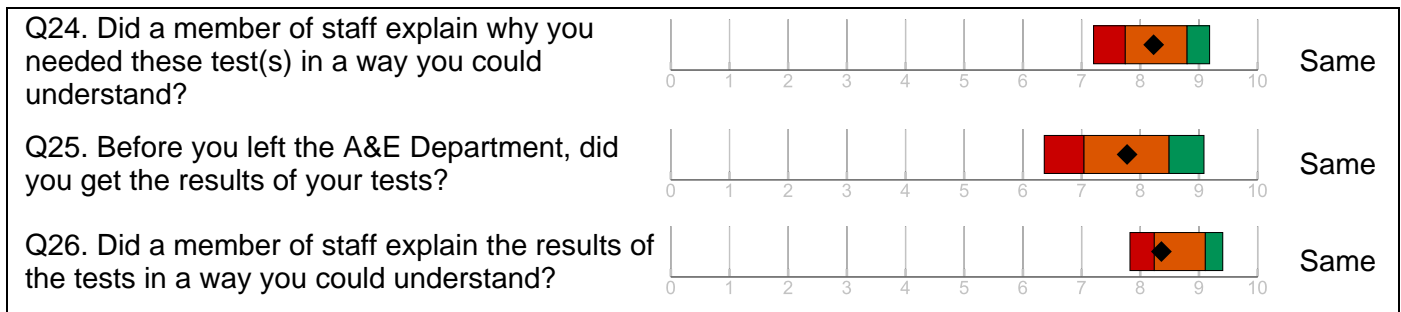 Q24. Did a member of staff explain why you
needed these test(s) in a way you could
understand?
0 1 2 3 4 5 6 7 8 9 10
Same
Q25. Before you left the A&E Department, did
you get the results of your tests?
0 1 2 3 4 5 6 7 8 9 10
Same
Q26. Did a member of staff explain the results of
the tests in a way you could understand?
0 1 2 3 4 5 6 7 8 9 10
Same